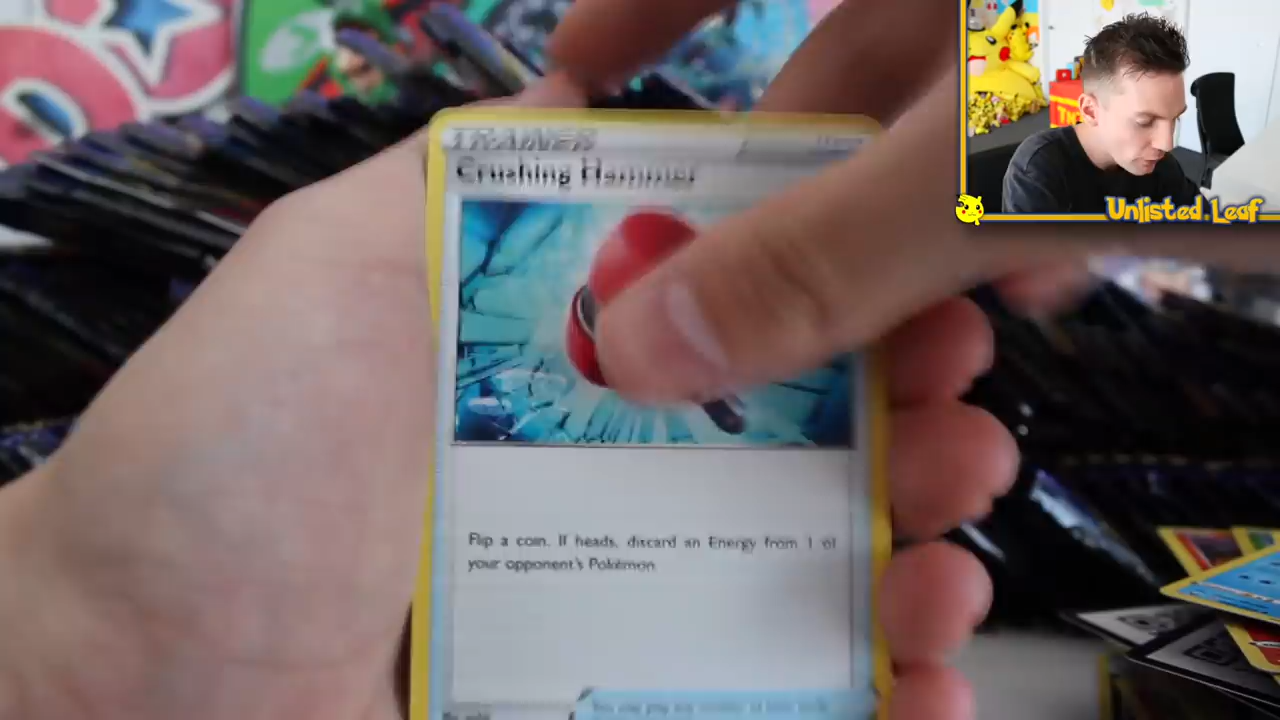 TRAINER
Crushing Hammer
Unlisted Leaf
Flip a coin. If heads, discard an Energy from 1 of
your opponent's Pokémon.